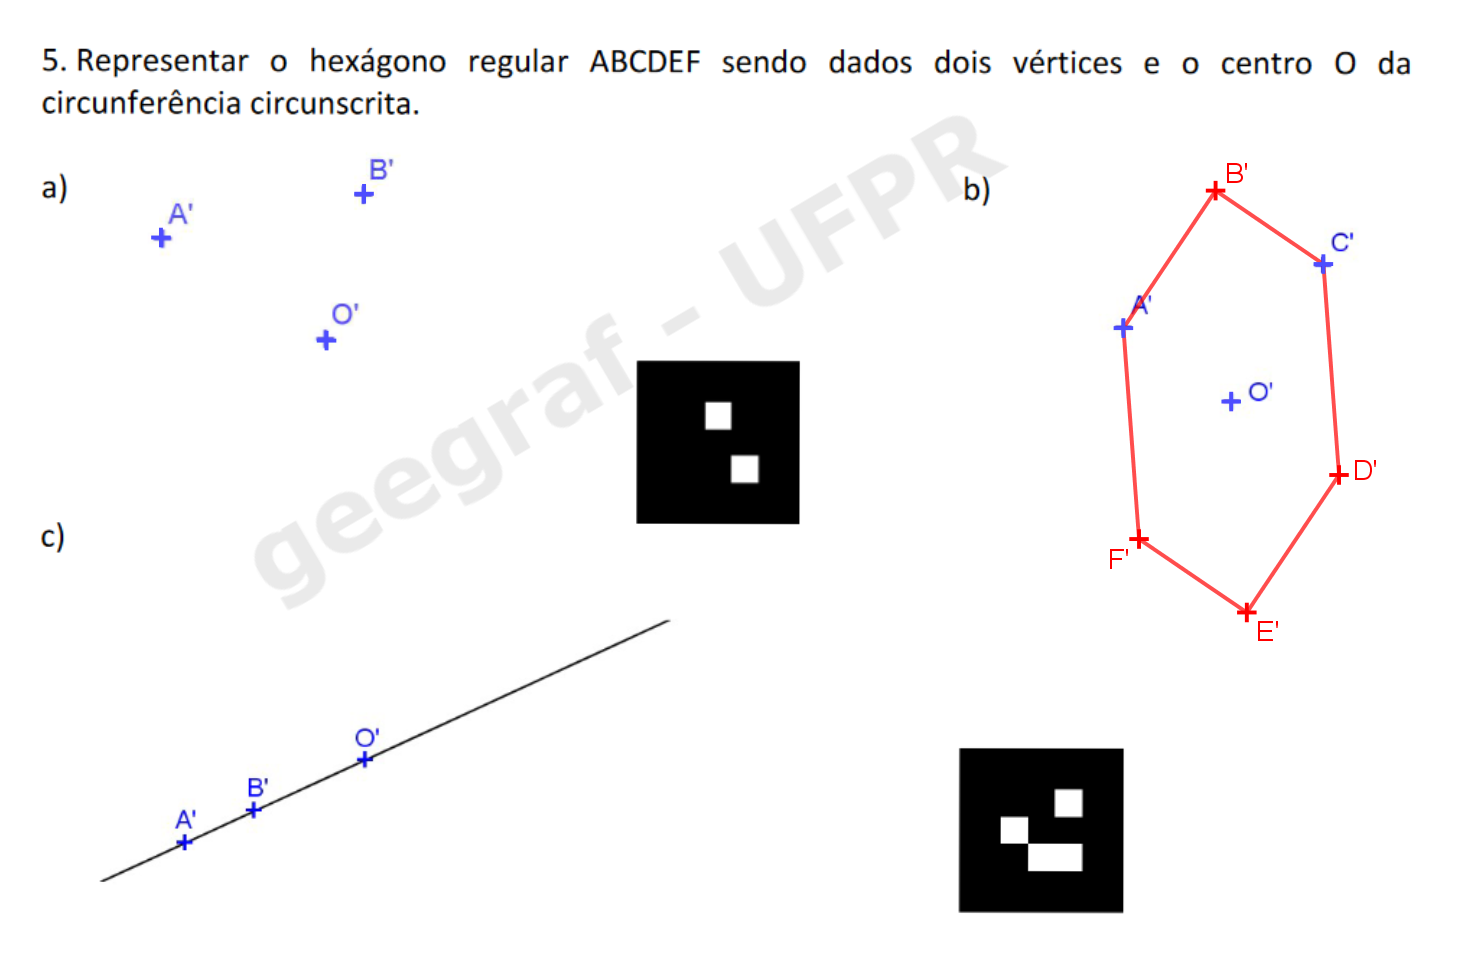 5. Representar o hexágono regular ABCDEF sendo dados dois vértices e o centro O da
circunferência circunscrita.
a)
A'
B'
O'
b)
B'
C'
A'
O'
D'
F'
E'
c)
O'
B'
A'
geegraf - UFPR